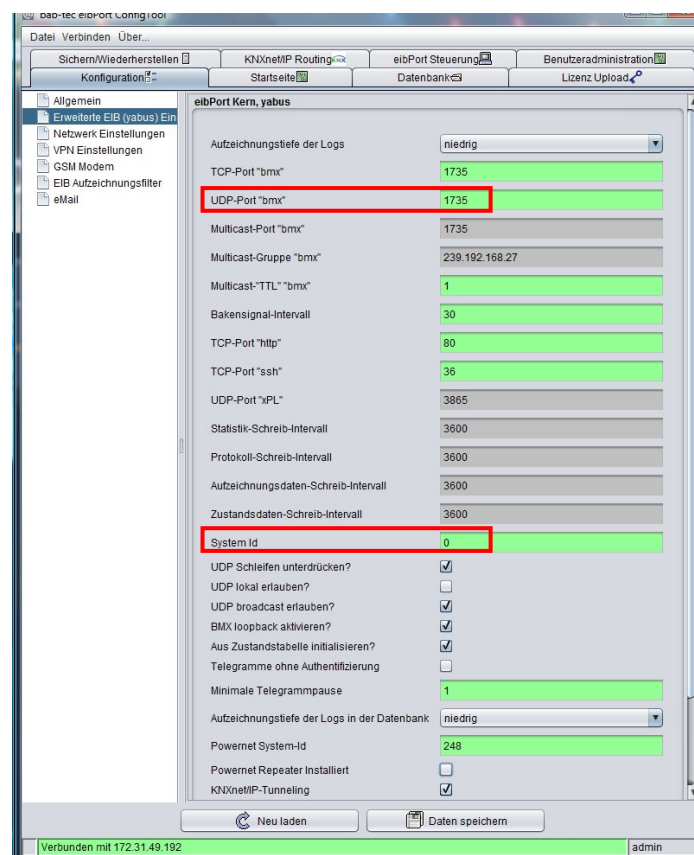 bab-tec eibPort ConfigTool
Datei Verbinden Über...
Sichern/Wiederherstellen KNXnet/IP Routing KNX eibPort Steuerung Benutzeradministration
Konfiguration Startseite Datenbank Lizenz Upload
Allgemein
Erweiterte EIB (yabus) Ein
Netzwerk Einstellungen
VPN Einstellungen
GSM Modem
EIB Aufzeichnungsfilter
eMail
eibPort Kern, yabus
Aufzeichnungstiefe der Logs niedrig
TCP-Port "bmx" 1735
UDP-Port "bmx" 1735
Multicast-Port "bmx" 1735
Multicast-Gruppe "bmx" 239.192.168.27
Multicast-"TTL" "bmx" 1
Bakensignal-Intervall 30
TCP-Port "http" 80
TCP-Port "ssh" 36
UDP-Port "xPL" 3865
Statistik-Schreib-Intervall 3600
Protokoll-Schreib-Intervall 3600
Aufzeichnungsdaten-Schreib-Intervall 3600
Zustandsdaten-Schreib-Intervall 3600
System Id 0
UDP Schleifen unterdrücken?
UDP lokal erlauben?
UDP broadcast erlauben?
BMX loopback aktivieren?
Aus Zustandstabelle initialisieren?
Telegramme ohne Authentifizierung
Minimale Telegrammpause 1
Aufzeichnungstiefe der Logs in der Datenbank niedrig
Powernet System-Id 248
Powernet Repeater Installiert
KNXnet/IP-Tunneling
Neu laden Daten speichern
Verbunden mit 172.31.49.192 admin